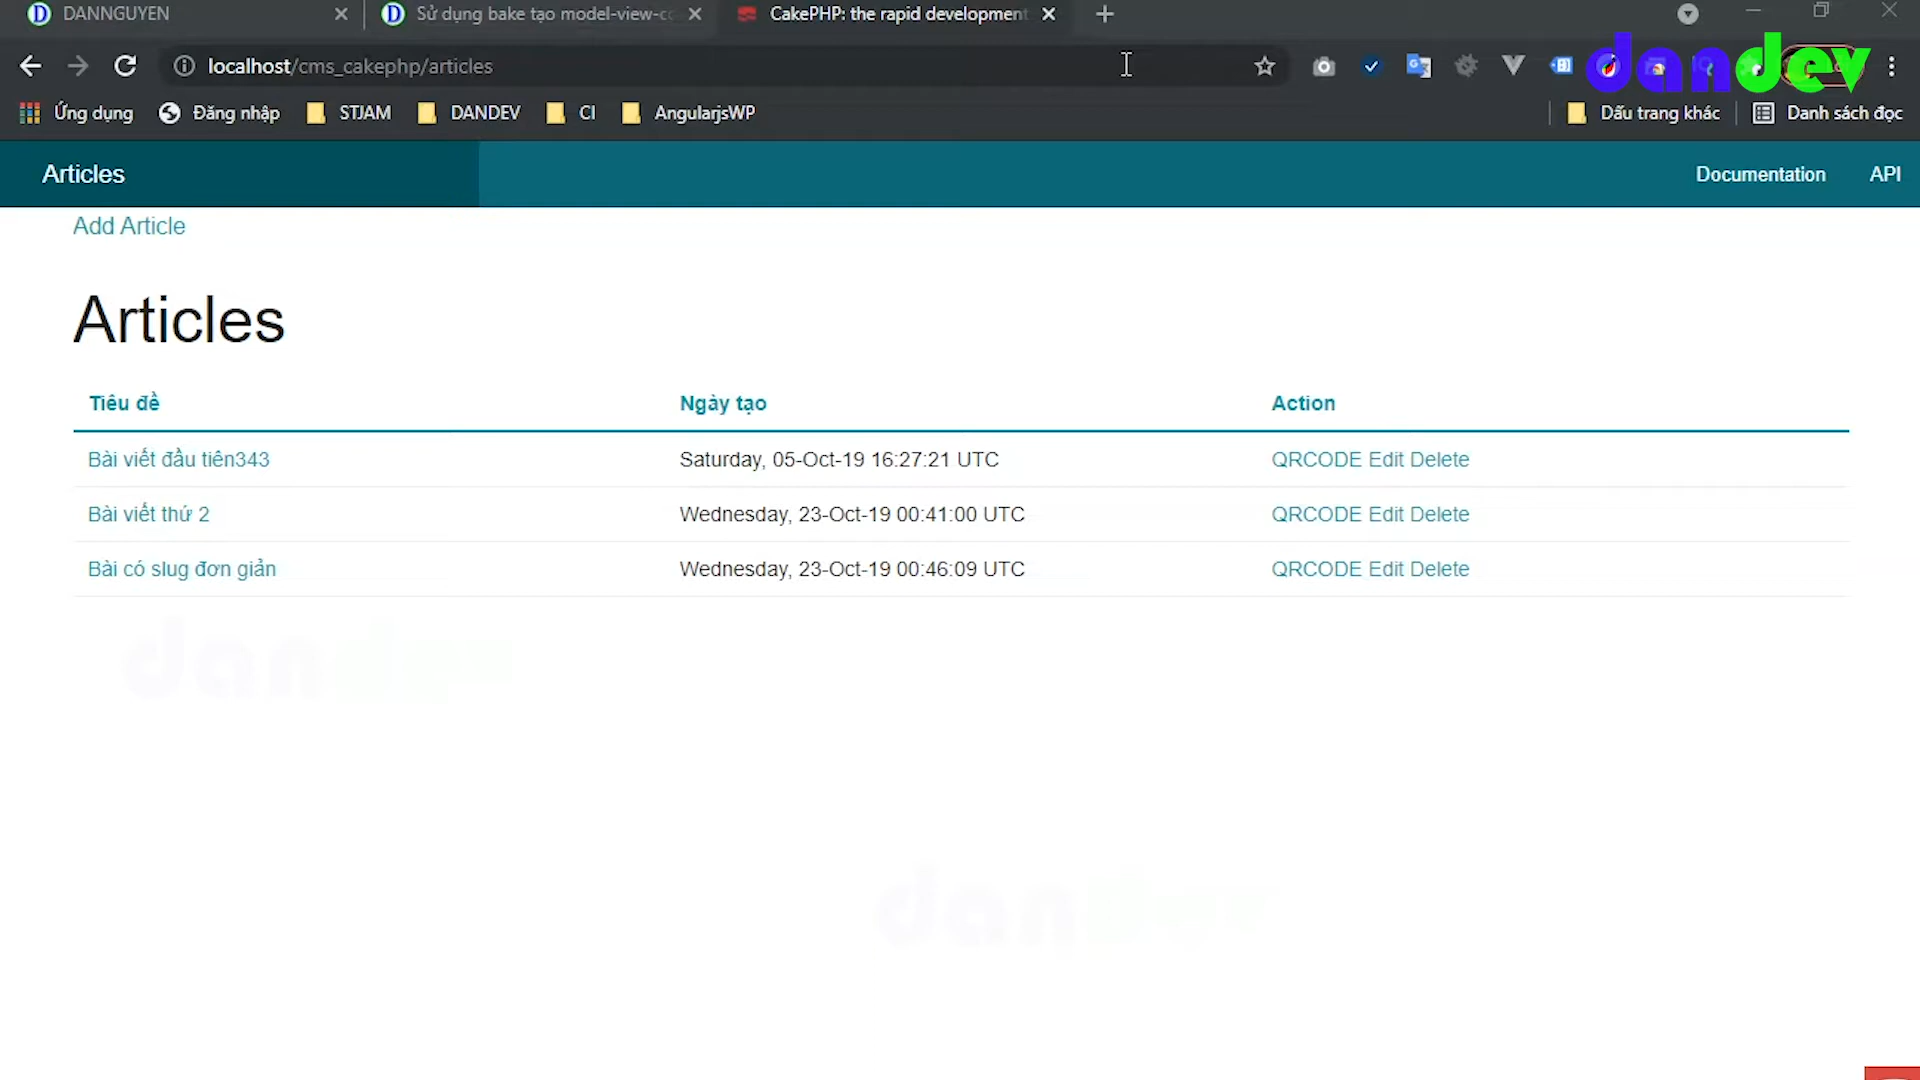 DANNGUYEN
Sử dụng bake tạo model-view-co
CakePHP: the rapid development
localhost/cms_cakephp/articles
dandev
Ứng dụng
Đăng nhập
STJAM
DANDEV
CI
AngularjsWP
Dấu trang khác
Danh sách đọc
Articles
Documentation
API
Add Article
Articles
Tiêu đề
Ngày tạo
Action
Bài viết đầu tiên343
Saturday, 05-Oct-19 16:27:21 UTC
QRCODE Edit Delete
Bài viết thứ 2
Wednesday, 23-Oct-19 00:41:00 UTC
QRCODE Edit Delete
Bài có slug đơn giản
Wednesday, 23-Oct-19 00:46:09 UTC
QRCODE Edit Delete
dan
dandev